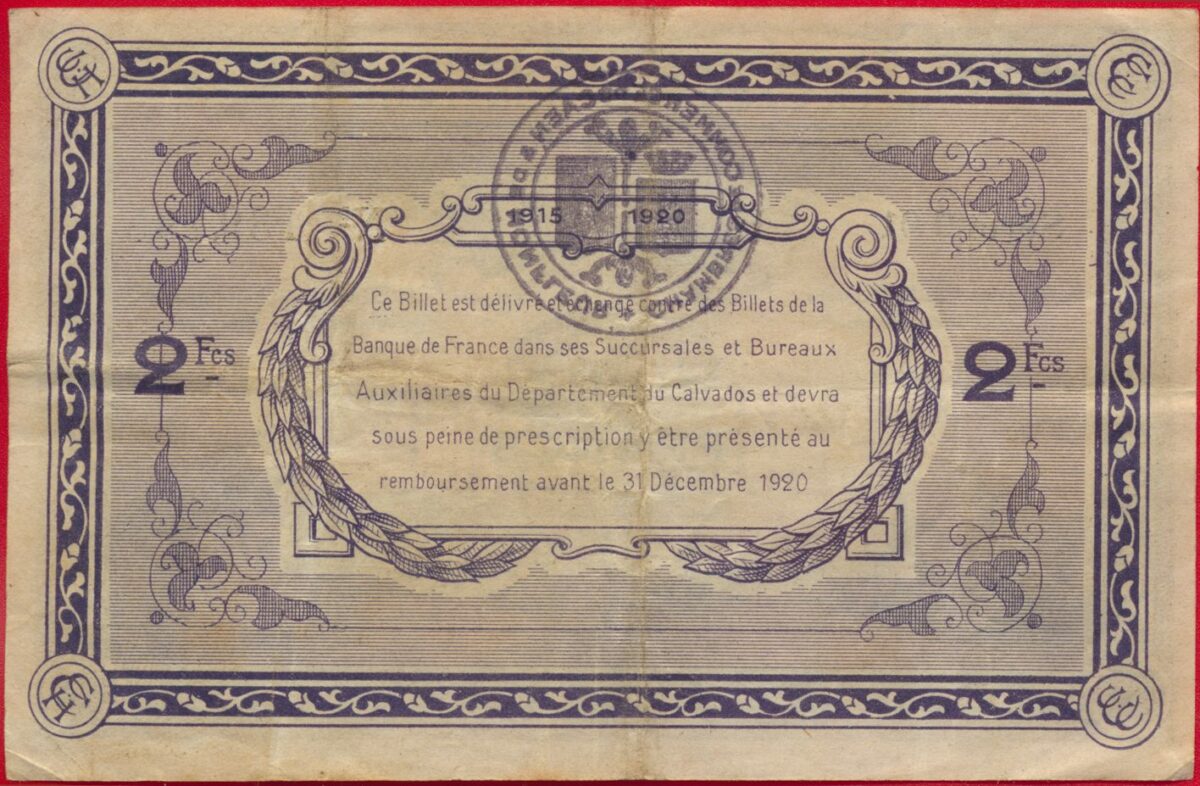 1915 1920
Ce Billet est délivré et échangé contre des Billets de la
Banque de France dans ses Succursales et Bureaux
Auxiliaires du Département du Calvados et devra
sous peine de prescription y être présenté au
remboursement avant le 31 Décembre 1920
2 Fcs
2 Fcs